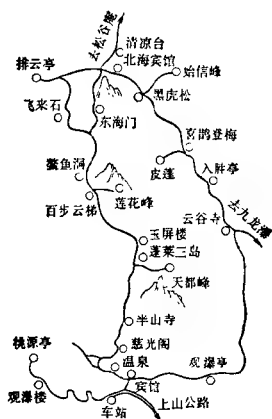 去松谷庵
清凉台
北海宾馆
排云亭
始信峰
黑虎松
飞来石
东海门
喜鹊登梅
皮蓬
入胜亭
鳌鱼洞
莲花峰
百步云梯
云谷寺
去九龙瀑
玉屏楼
蓬莱三岛
天都峰
半山寺
慈光阁
桃源亭
温泉
观瀑亭
宾馆
观瀑楼
车站
上山公路